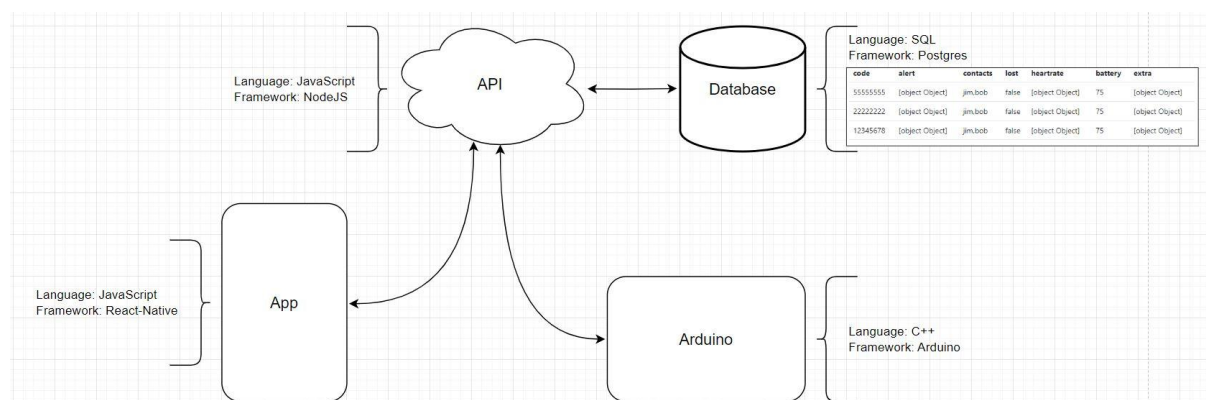 Language: JavaScript
Framework: NodeJS
API
Database
Language: SQL
Framework: Postgres
code alert contacts lost heartrate battery extra
55555555 [object Object] jim,bob false [object Object] 75 [object Object]
22222222 [object Object] jim,bob false [object Object] 75 [object Object]
12345678 [object Object] jim,bob false [object Object] 75 [object Object]
Language: JavaScript
Framework: React-Native
App
Arduino
Language: C++
Framework: Arduino